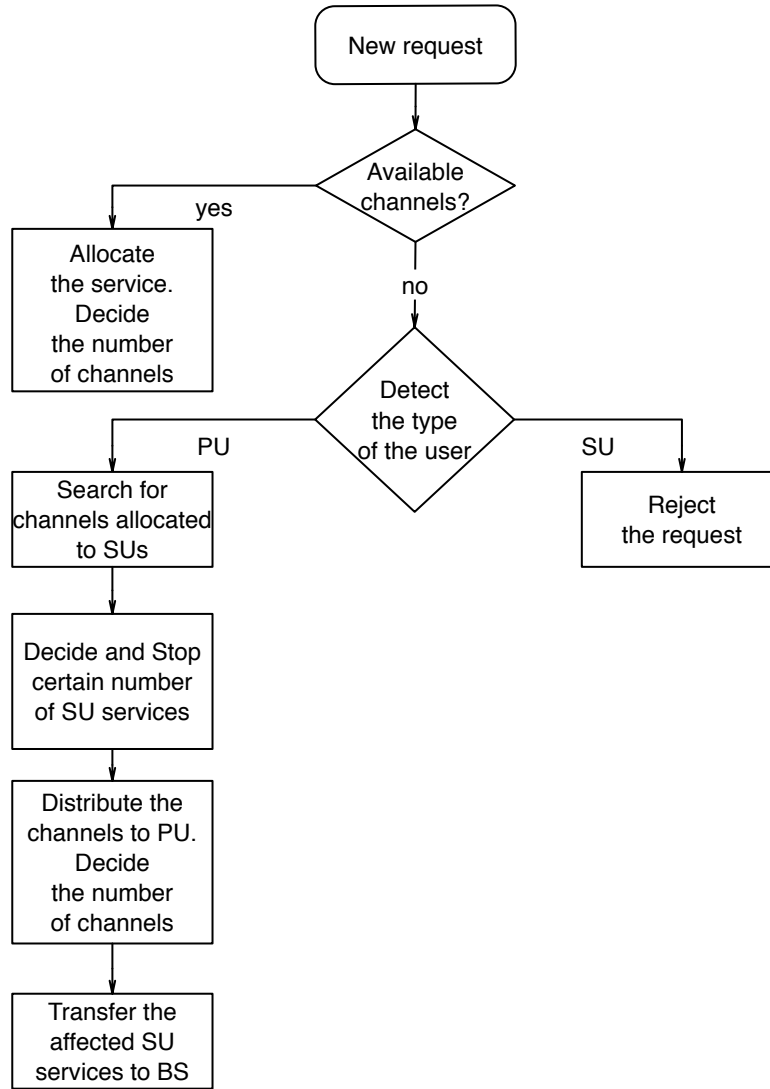 New request
Available
channels?
yes
Allocate
the service.
Decide
the number
of channels
no
Detect
the type
of the user
PU
SU
Search for
channels allocated
to SUs
Reject
the request
Decide and Stop
certain number
of SU services
Distribute the
channels to PU.
Decide
the number
of channels
Transfer the
affected SU
services to BS